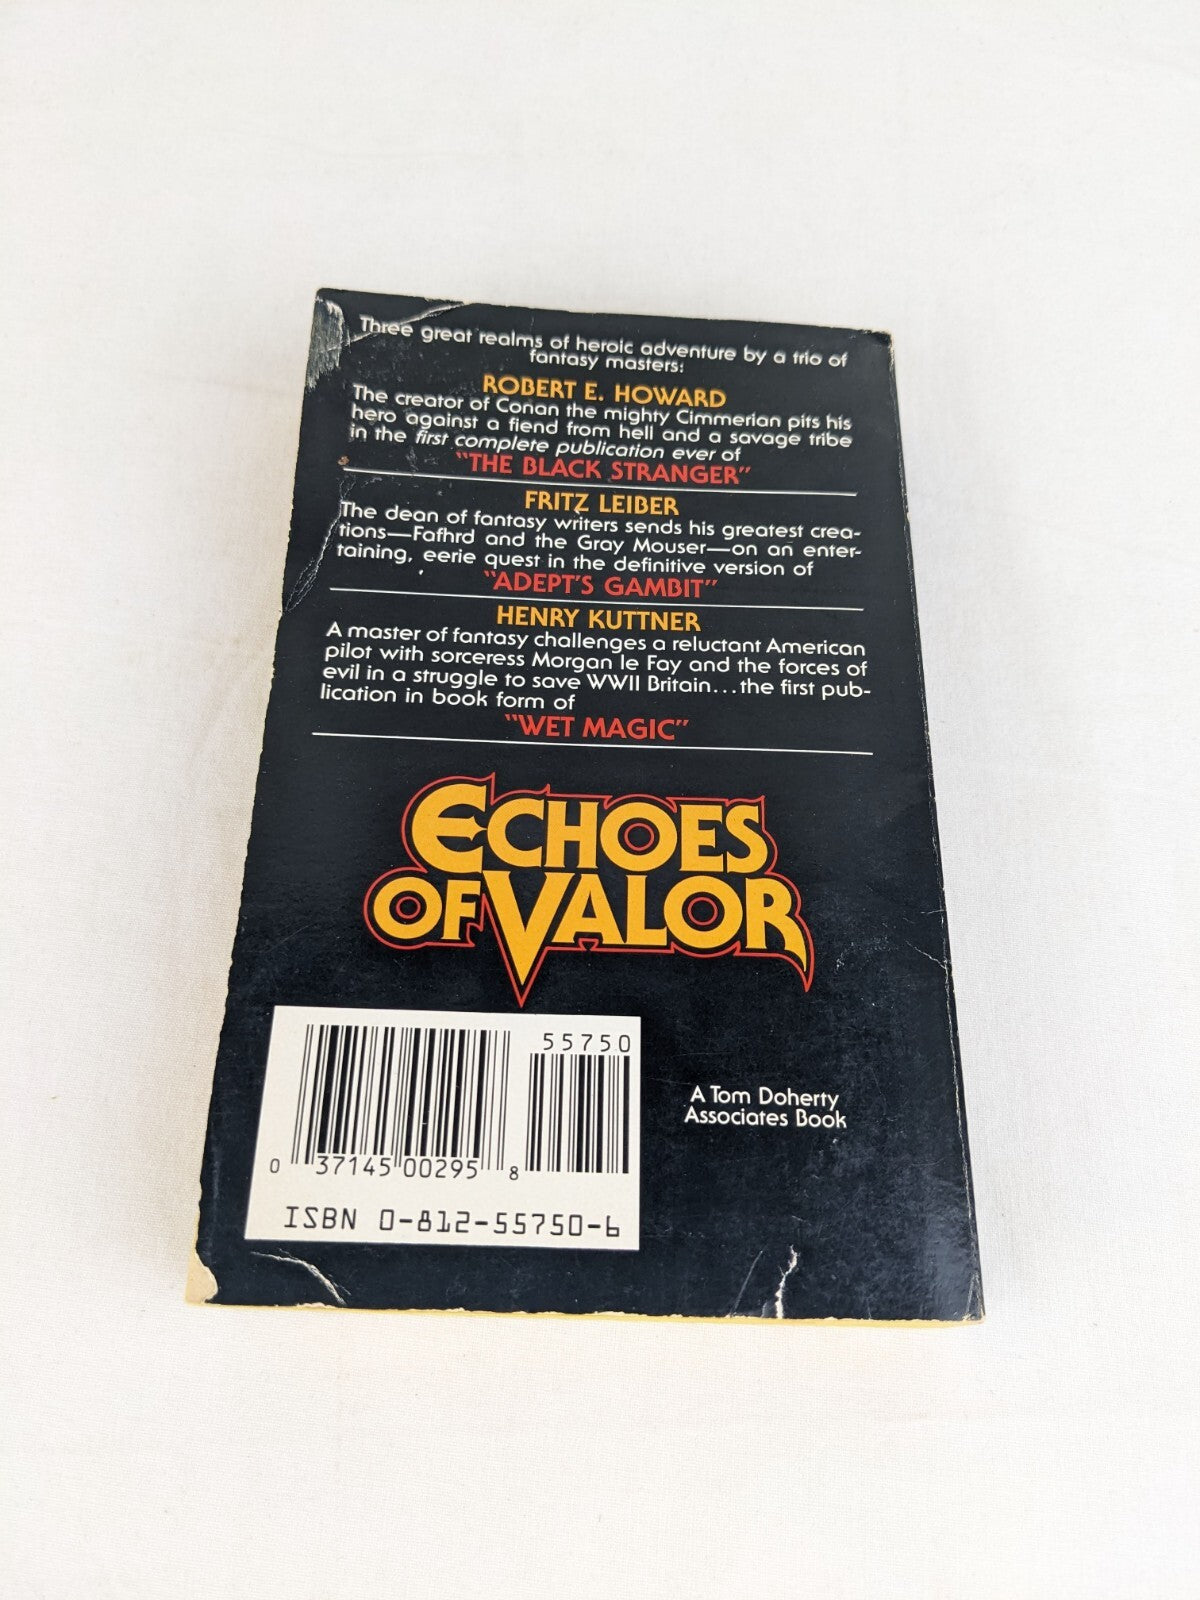 Three great realms of heroic adventure by a trio of
fantasy masters:
ROBERT E. HOWARD
The creator of Conan the mighty Cimmerian pits his
hero against a fiend from hell and a savage tribe
in the first complete publication ever of
"THE BLACK STRANGER"
FRITZ LEIBER
The dean of fantasy writers sends his greatest crea-
tions—Fafhrd and the Gray Mouser—on an enter-
taining, eerie quest in the definitive version of
"ADEPT'S GAMBIT"
HENRY KUTTNER
A master of fantasy challenges a reluctant American
pilot with sorceress Morgan le Fay and the forces of
evil in a struggle to save WWII Britain...the first pub-
lication in book form of
"WET MAGIC"
ECHOES
OF VALOR
55750
0 37145 00295 8
ISBN 0-812-55750-6
A Tom Doherty
Associates Book